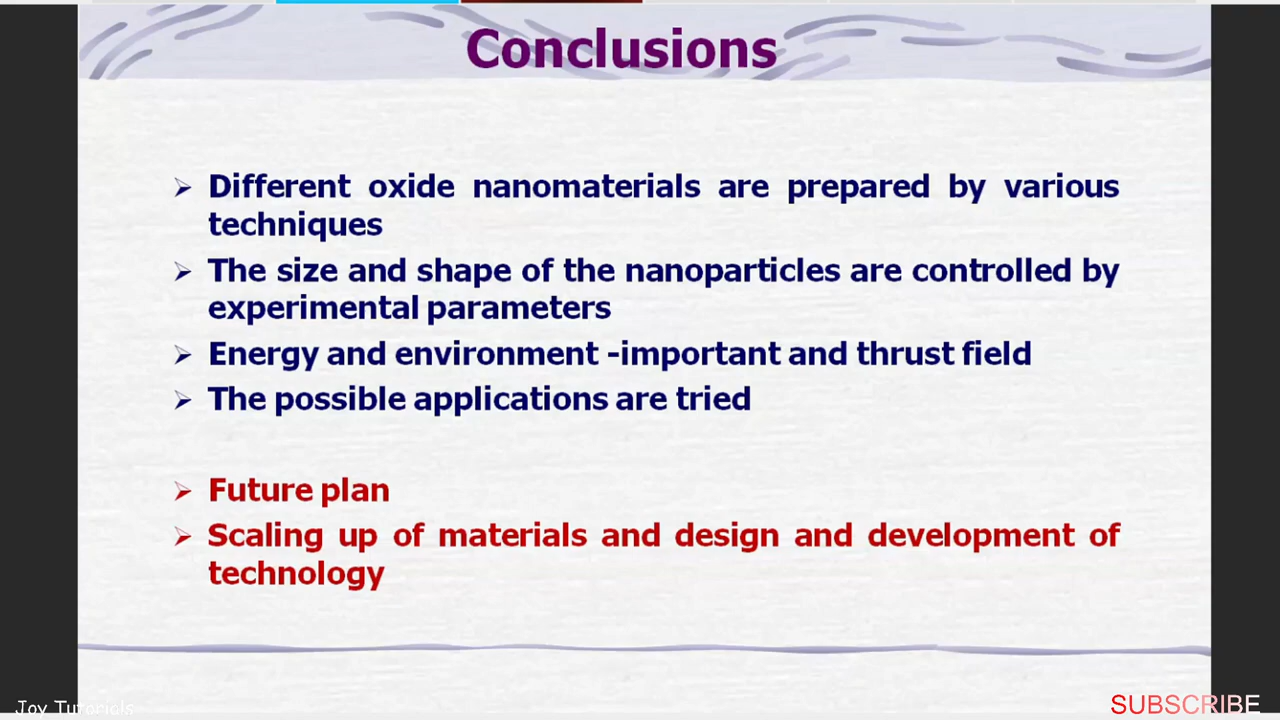 Conclusions
➢ Different oxide nanomaterials are prepared by various
techniques
➢ The size and shape of the nanoparticles are controlled by
experimental parameters
➢ Energy and environment -important and thrust field
➢ The possible applications are tried
➢ Future plan
➢ Scaling up of materials and design and development of
technology
Joy Tutorials
SUBSCRIBE